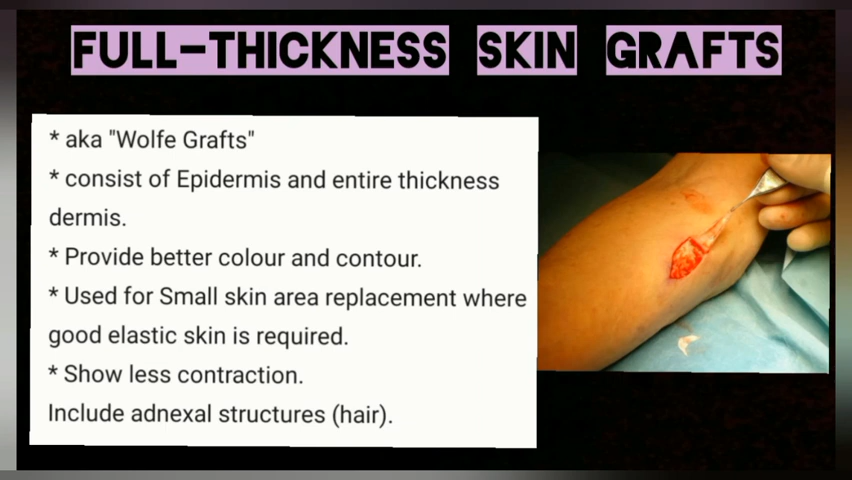 FULL-THICKNESS SKIN GRAFTS
* aka "Wolfe Grafts"
* consist of Epidermis and entire thickness
dermis.
* Provide better colour and contour.
* Used for Small skin area replacement where
good elastic skin is required.
* Show less contraction.
Include adnexal structures (hair).